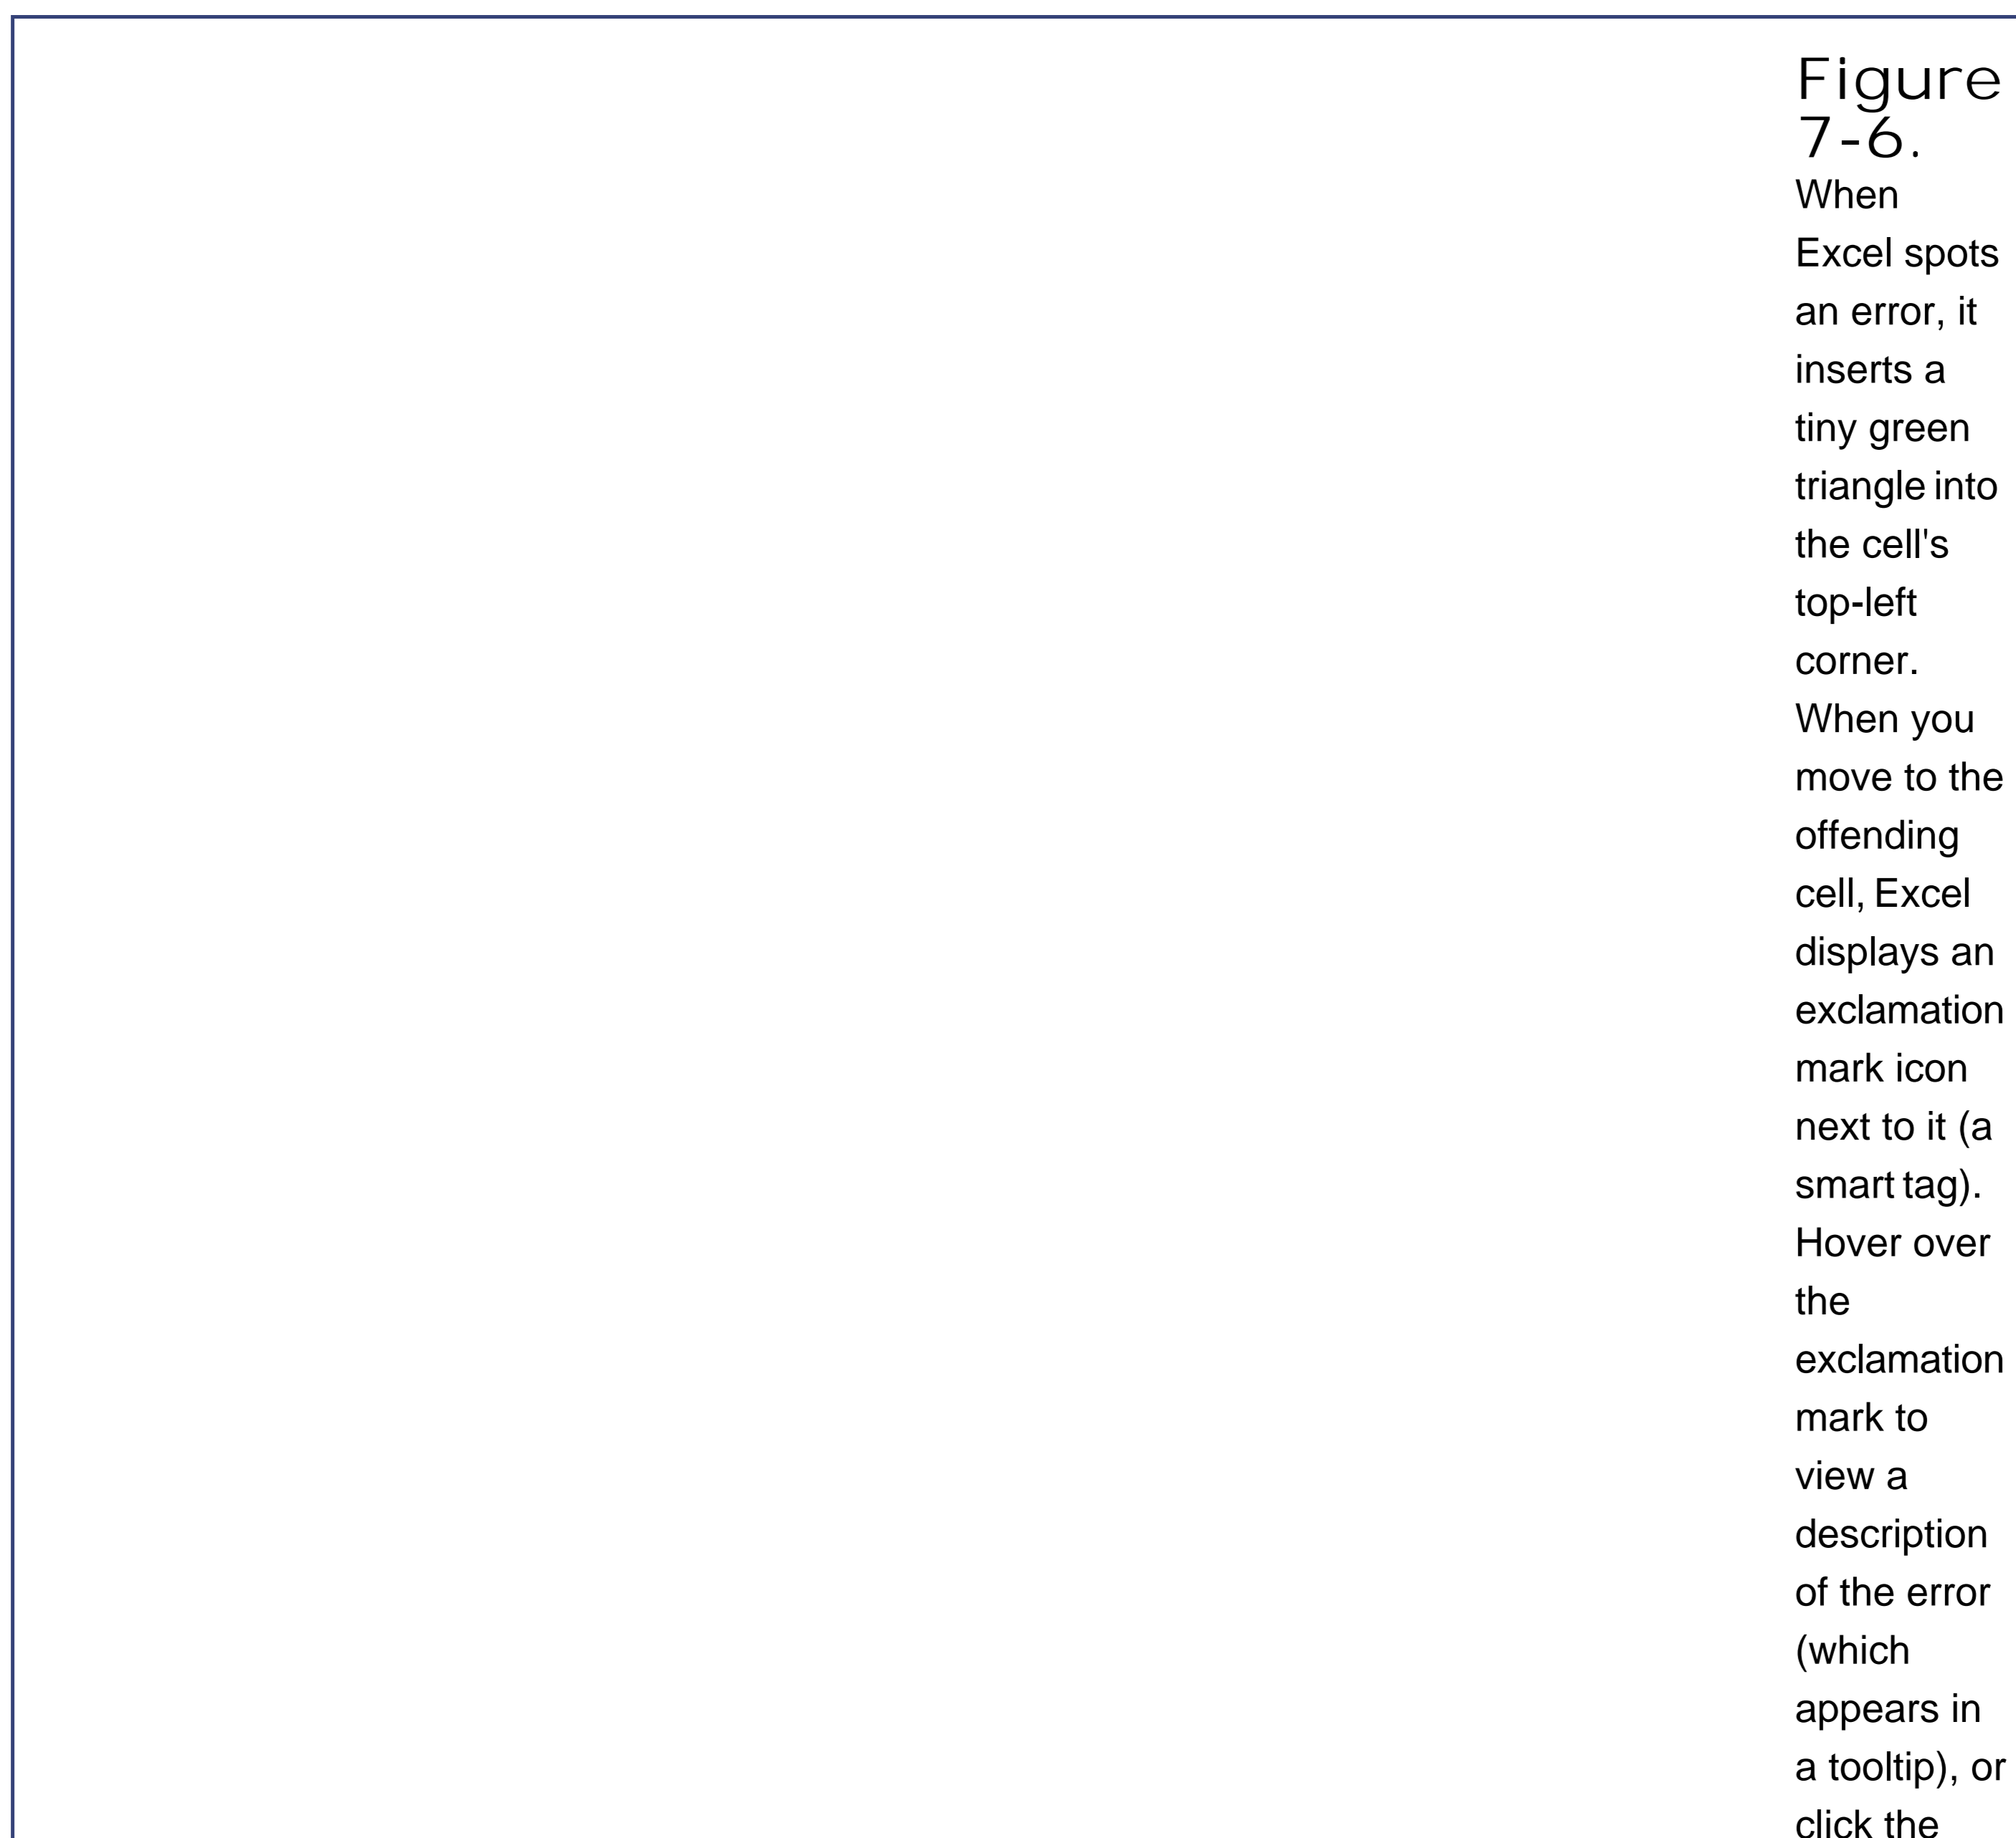 Figure
7-6.
When
Excel spots
an error, it
inserts a
tiny green
triangle into
the cell's
top-left
corner.
When you
move to the
offending
cell, Excel
displays an
exclamation
mark icon
next to it (a
smart tag).
Hover over
the
exclamation
mark to
view a
description
of the error
(which
appears in
a tooltip), or
click the